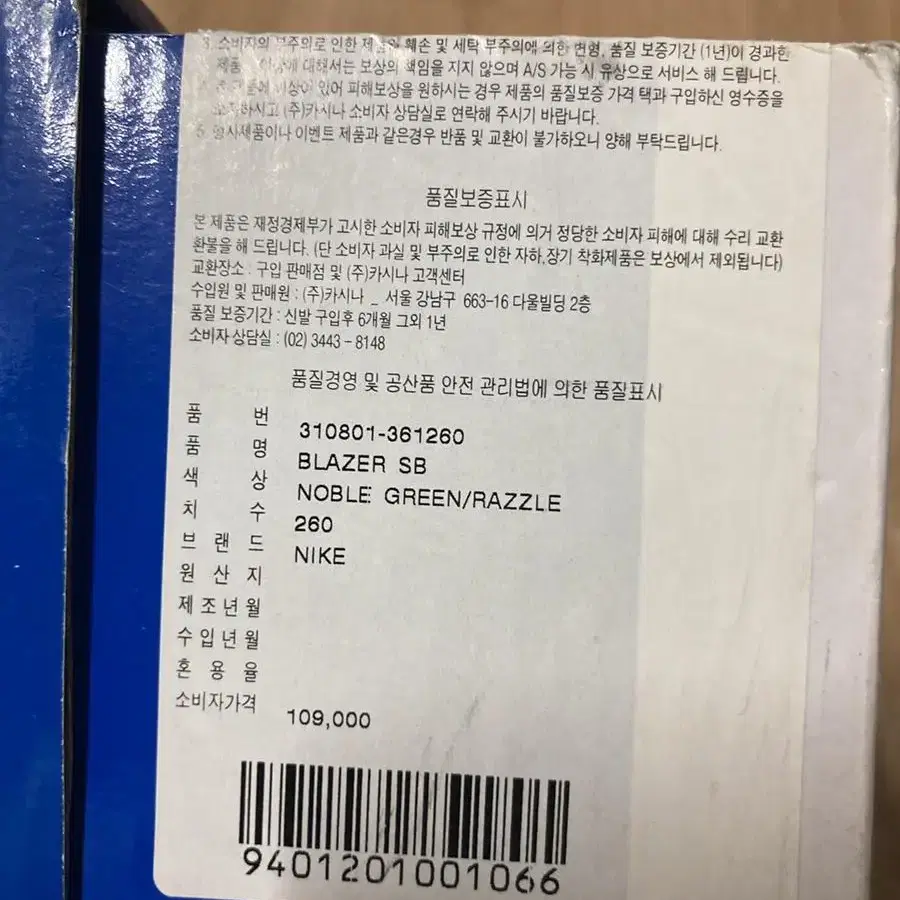 3. 소비자의 부주의로 인한 제품의 훼손 및 세탁 부주의에 의한 변형, 품질 보증기간 (1년)이 경과한
제품 대해서는 보상의 책임을 지지 않으며 A/S 가능 시 유상으로 서비스 해 드립니다.
이상이 있어 피해보상을 원하시는 경우 제품의 품질보증 가격 택과 구입하신 영수증을
(주)카시나 소비자 상담실로 연락해 주시기 바랍니다.
5. 행사제품이나 이벤트 제품과 같은경우 반품 및 교환이 불가하오니 양해 부탁드립니다.
품질보증표시
본 제품은 재정경제부가 고시한 소비자 피해보상 규정에 의거 정당한 소비자 피해에 대해 수리 교환
환불을 해 드립니다. (단 소비자 과실 및 부주의로 인한 자하,장기 착화제품은 보상에서 제외됩니다)
교환장소 : 구입 판매점 및 (주)카시나 고객센터
수입원 및 판매원 : (주)카시나 _ 서울 강남구 663-16 다울빌딩 2층
품질 보증기간 : 신발 구입후 6개월 그외 1년
소비자 상담실 : (02) 3443 - 8148
품질경영 및 공산품 안전 관리법에 의한 품질표시
품 번 310801-361260
품 명 BLAZER SB
색 상 NOBLE GREEN/RAZZLE
치 수 260
브 랜 드 NIKE
원 산 지
제 조 년 월
수 입 년 월
혼 용 율
소비자가격 109,000
9401201001066